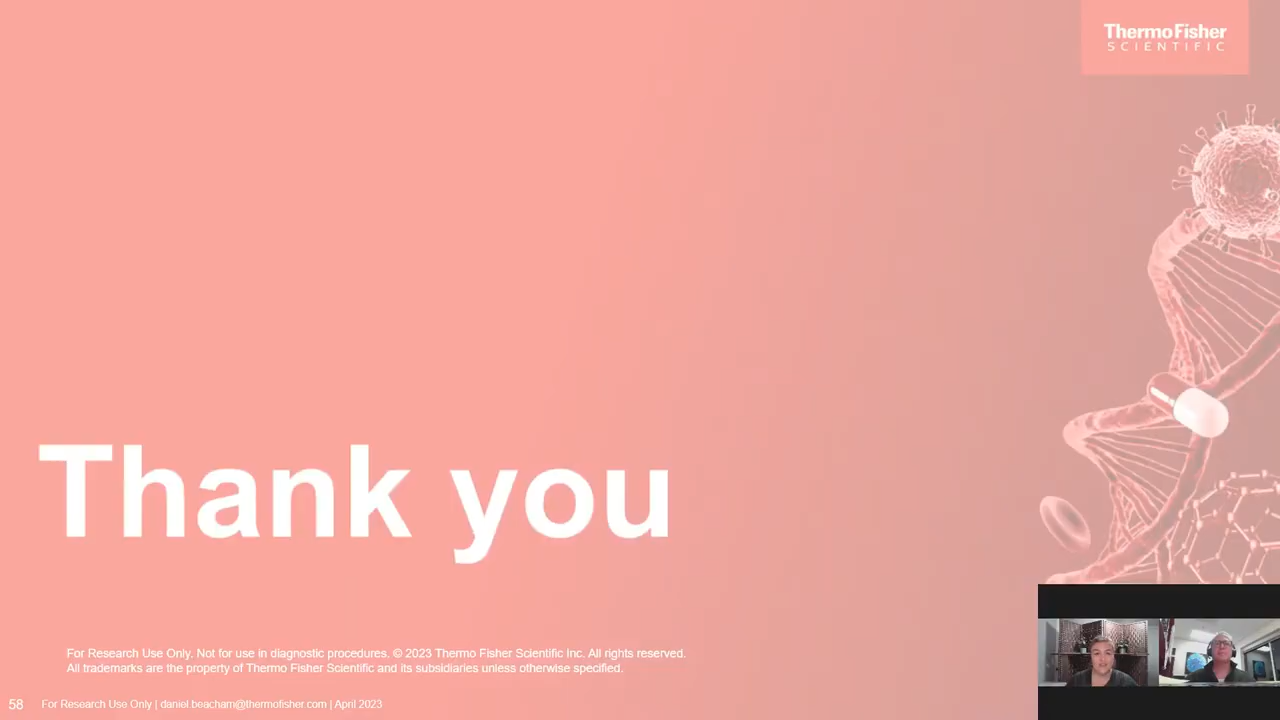 ThermoFisher
SCIENTIFIC
Thank you
For Research Use Only. Not for use in diagnostic procedures. © 2023 Thermo Fisher Scientific Inc. All rights reserved.
All trademarks are the property of Thermo Fisher Scientific and its subsidiaries unless otherwise specified.
58 For Research Use Only | daniel.beacham@thermofisher.com | April 2023